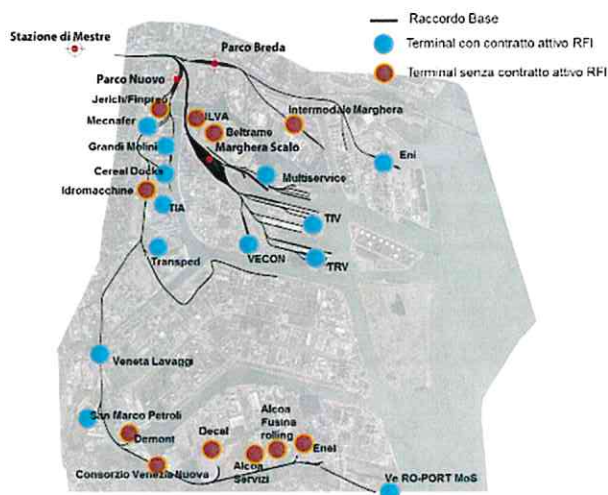 Raccordo Base
Stazione di Mestre
Parco Breda
Terminal con contratto attivo RFI
Parco Nuovo
Terminal senza contratto attivo RFI
Jerich/Finpreo
Mecnafer
ILVA
Intermodale Marghera
Beltrame
Grandi Molini
Marghera Scalo
Eni
Cereal Docks
Multiservice
Idromacchine
TIA
TIV
Transped
VECON
TRV
Veneta Lavaggi
San Marco Petroli
Demont
Decal
Alcoa
Fusina
rolling
Enel
Consorzio Venezia Nuova
Alcoa
Servizi
Ve RO-PORT MoS